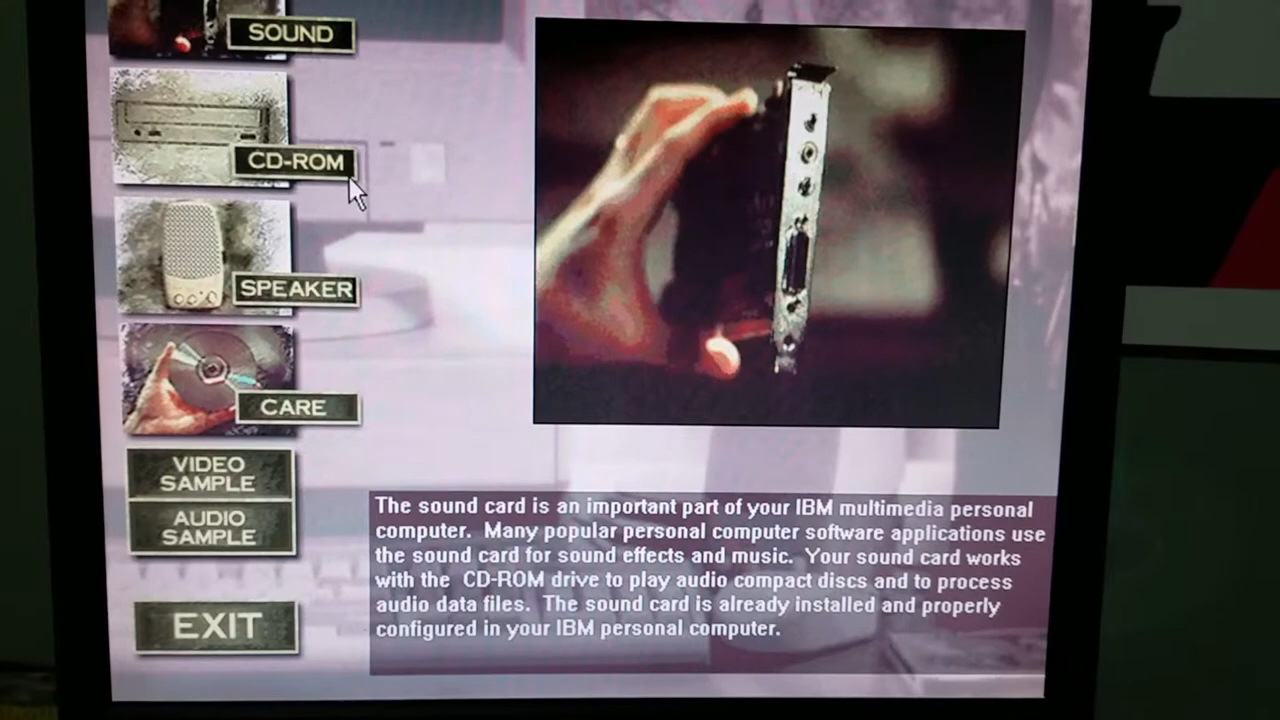 SOUND
CD-ROM
SPEAKER
CARE
VIDEO
SAMPLE
AUDIO
SAMPLE
EXIT
The sound card is an important part of your IBM multimedia personal
computer. Many popular personal computer software applications use
the sound card for sound effects and music. Your sound card works
with the CD-ROM drive to play audio compact discs and to process
audio data files. The sound card is already installed and properly
configured in your IBM personal computer.